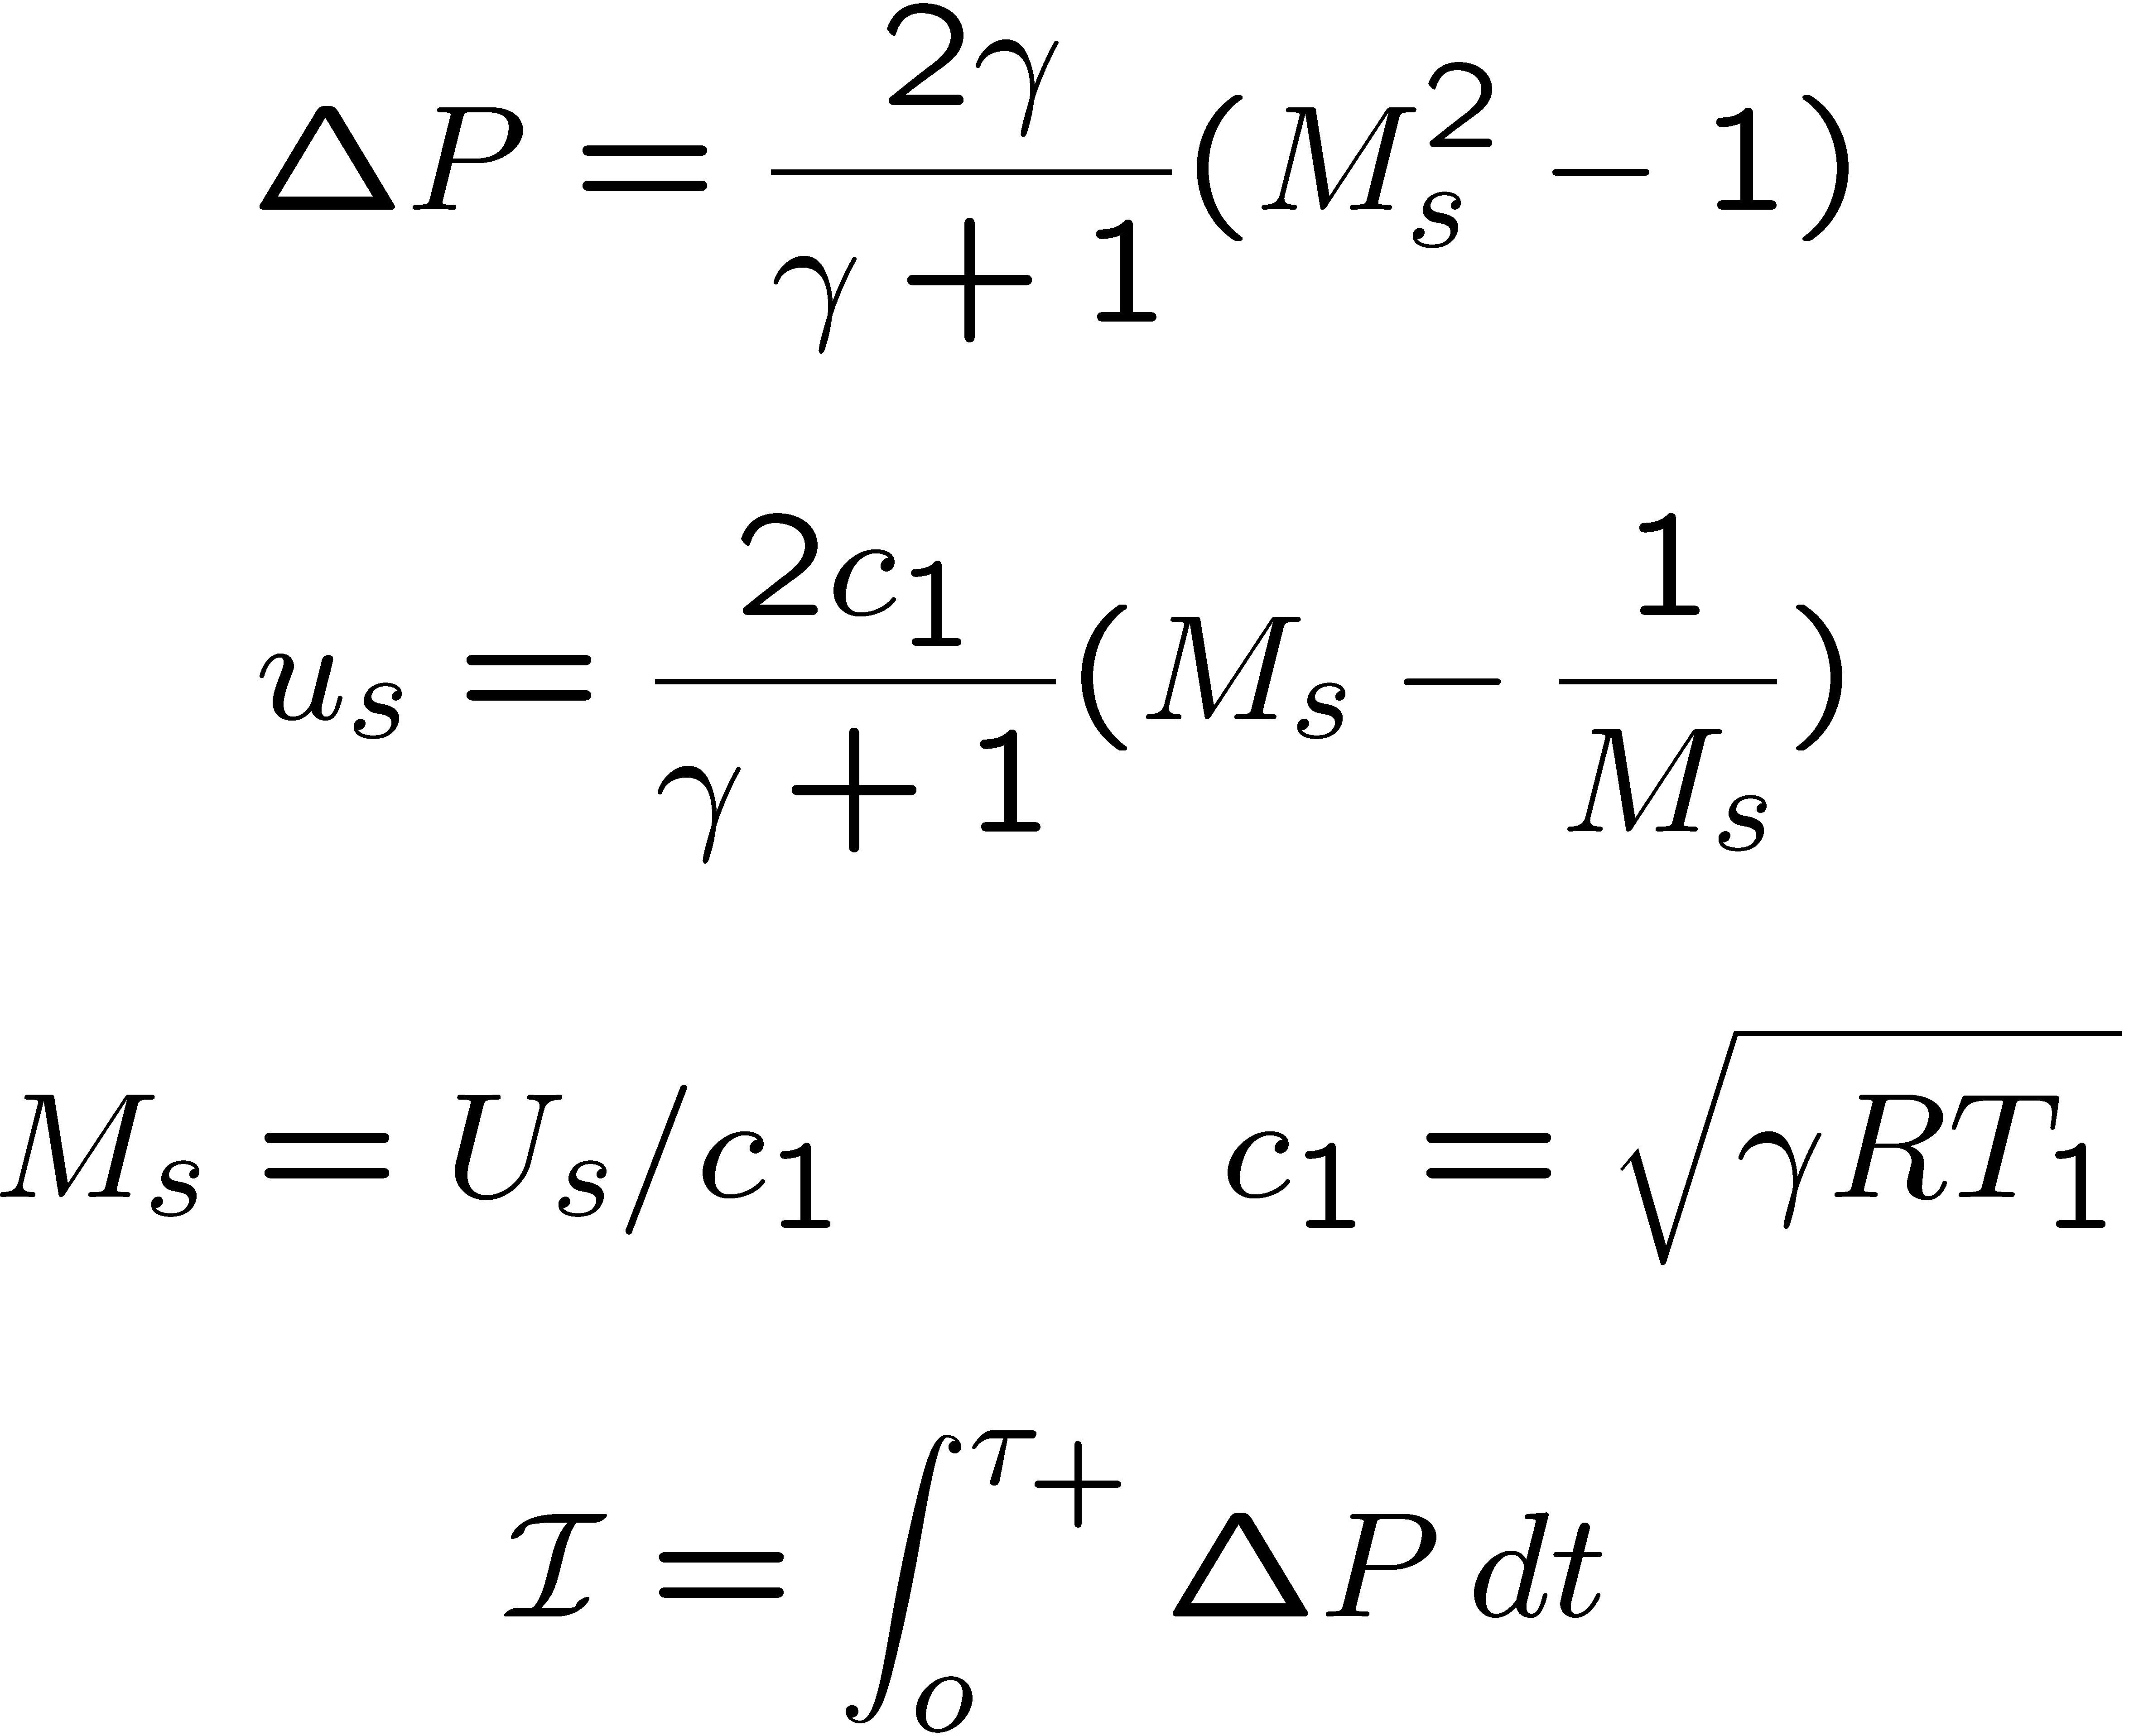 ΔP = \frac{2γ}{γ + 1}(M_s^2 − 1)
u_s = \frac{2c_1}{γ + 1}(M_s − \frac{1}{M_s})
M_s = U_s/c_1 c_1 = \sqrt{γRT_1}
\mathcal{I} = \int_o^{τ+} ΔP dt